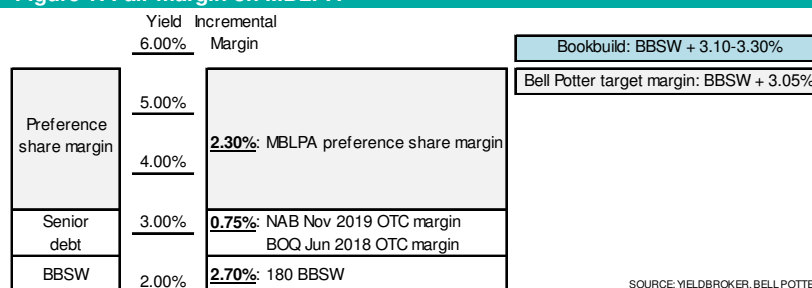 Yield Incremental
6.00% Margin
Bookbuild: BBSW + 3.10-3.30%
Bell Potter target margin: BBSW + 3.05%
5.00%
Preference
share margin
2.30%: MBLPA preference share margin
4.00%
Senior
debt
3.00%
0.75%: NAB Nov 2019 OTC margin
BOQ Jun 2018 OTC margin
BBSW
2.00%
2.70%: 180 BBSW
SOURCE: YIELDBROKER, BELL